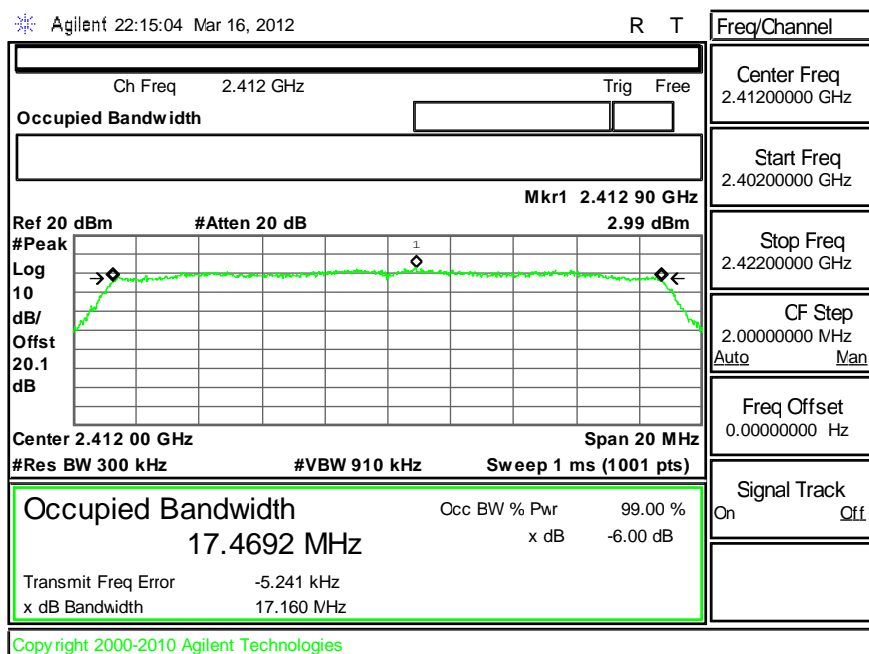 Agilent 22:15:04 Mar 16, 2012 R T
Freq/Channel
Ch Freq 2.412 GHz Trig Free
Occupied Bandwidth
Mkr1 2.412 90 GHz
Ref 20 dBm #Atten 20 dB 2.99 dBm
#Peak
Log
10
dB/
Offst
20.1
dB
1
Center 2.412 00 GHz Span 20 MHz
#Res BW 300 kHz #VBW 910 kHz Sweep 1 ms (1001 pts)
Occupied Bandwidth
17.4692 MHz
Occ BW % Pwr 99.00 %
x dB -6.00 dB
Transmit Freq Error -5.241 kHz
x dB Bandwidth 17.160 MHz
Center Freq
2.41200000 GHz
Start Freq
2.40200000 GHz
Stop Freq
2.42200000 GHz
CF Step
2.00000000 MHz
Auto Man
Freq Offset
0.00000000 Hz
Signal Track
On Off
Copyright 2000-2010 Agilent Technologies